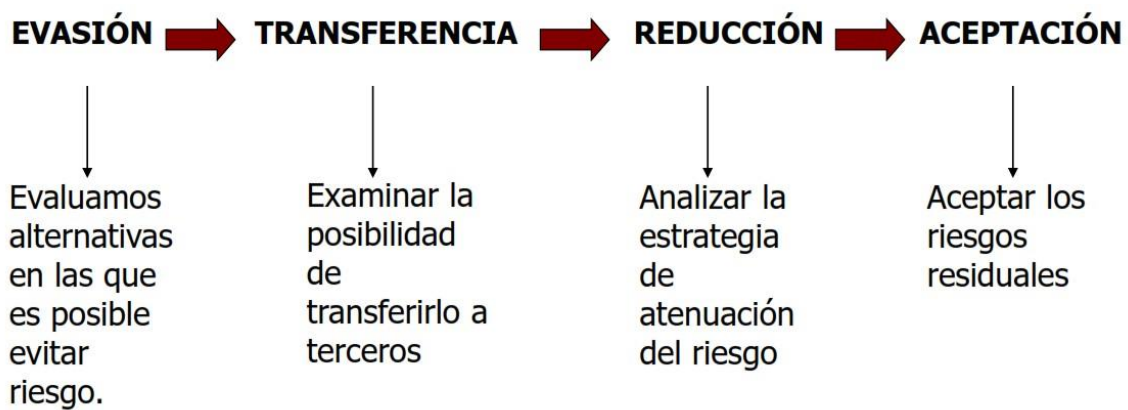 EVASIÓN TRANSFERENCIA REDUCCIÓN ACEPTACIÓN
Evaluamos
alternativas
en las que
es posible
evitar
riesgo.
Examinar la
posibilidad
de
transferirlo a
terceros
Analizar la
estrategia
de
atenuación
del riesgo
Aceptar los
riesgos
residuales